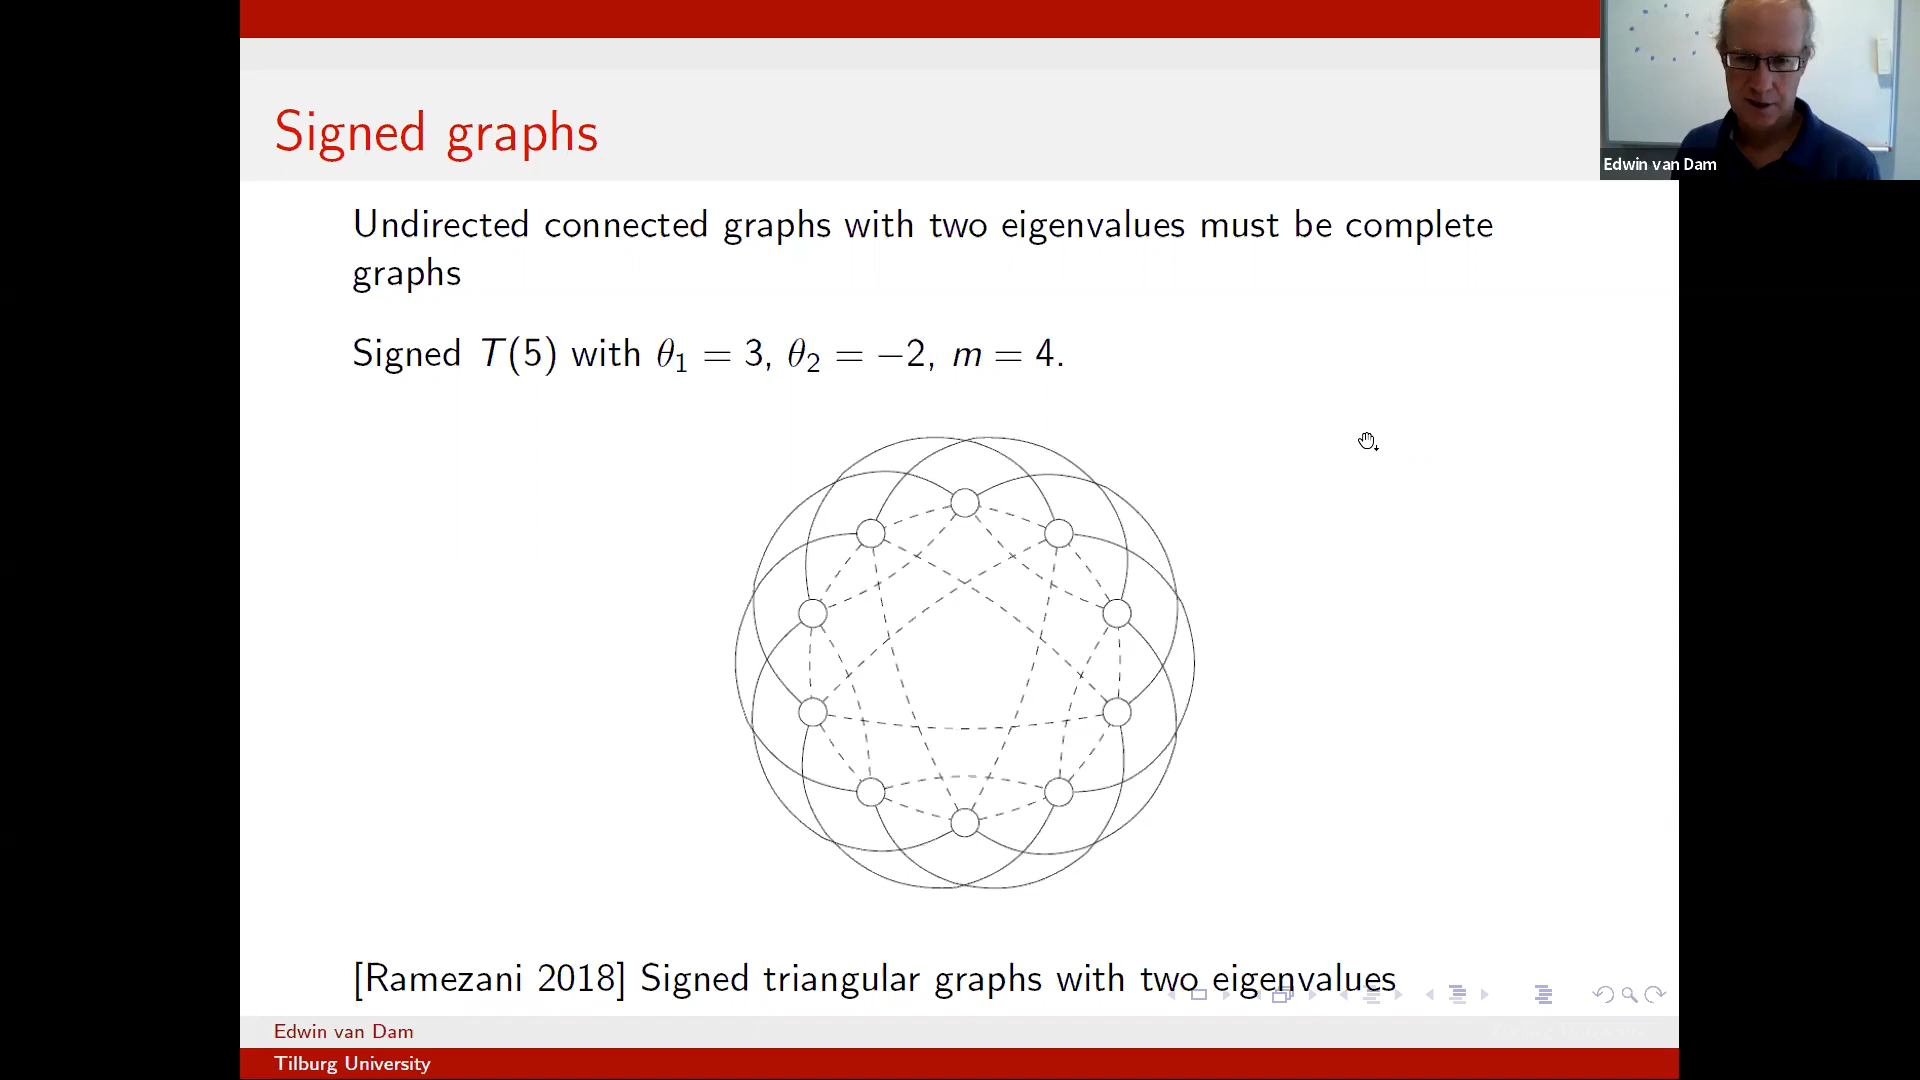 Signed graphs
Edwin van Dam
Undirected connected graphs with two eigenvalues must be complete
graphs
Signed T(5) with θ₁ = 3, θ₂ = −2, m = 4.
[Ramezani 2018] Signed triangular graphs with two eigenvalues
Edwin van Dam
Tilburg University